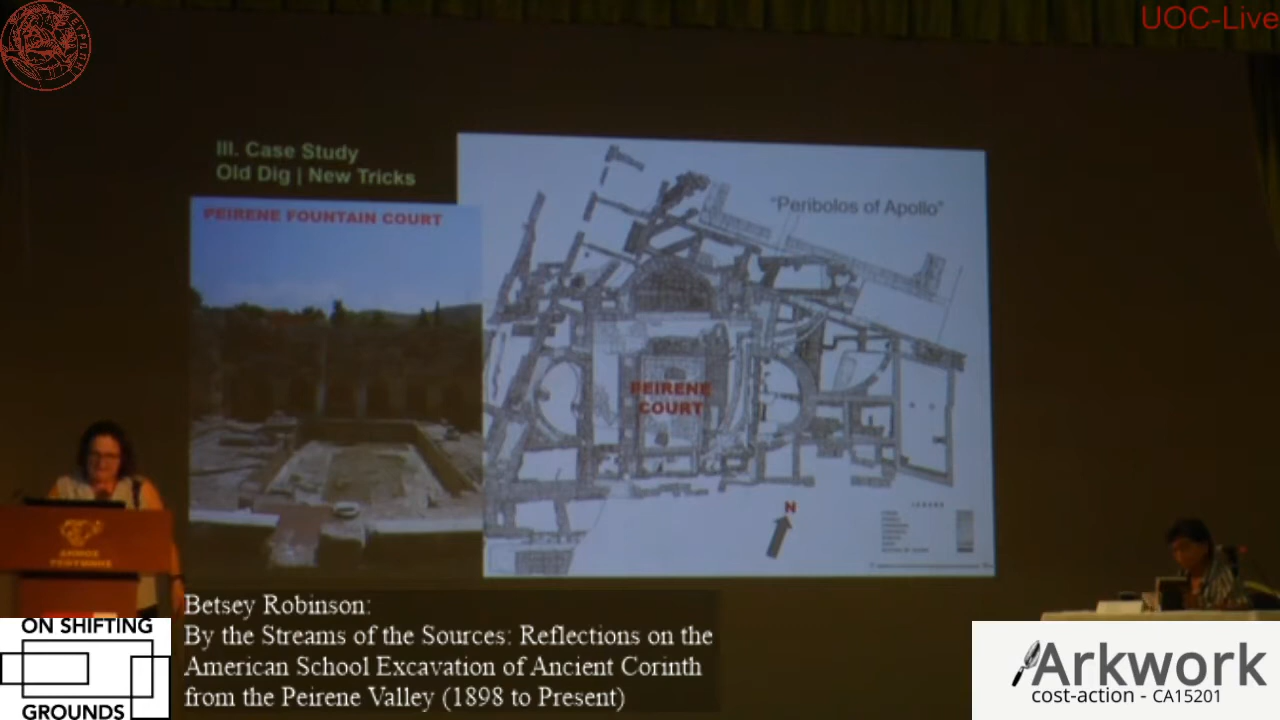 UOC-Live
III. Case Study
Old Dig | New Tricks
PEIRENE FOUNTAIN COURT
"Peribolos of Apollo"
PEIRENE
COURT
N
ΔΗΜΟΣ
ΡΕΘΥΜΝΗΣ
Betsey Robinson:
By the Streams of the Sources: Reflections on the
American School Excavation of Ancient Corinth
from the Peirene Valley (1898 to Present)
ON SHIFTING
GROUNDS
Arkwork
cost-action - CA15201